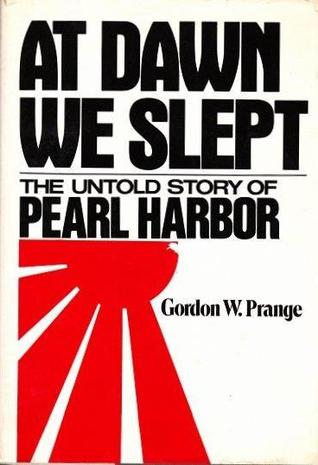 AT DAWN
WE SLEPT
THE UNTOLD STORY OF
PEARL HARBOR
Gordon W. Prange